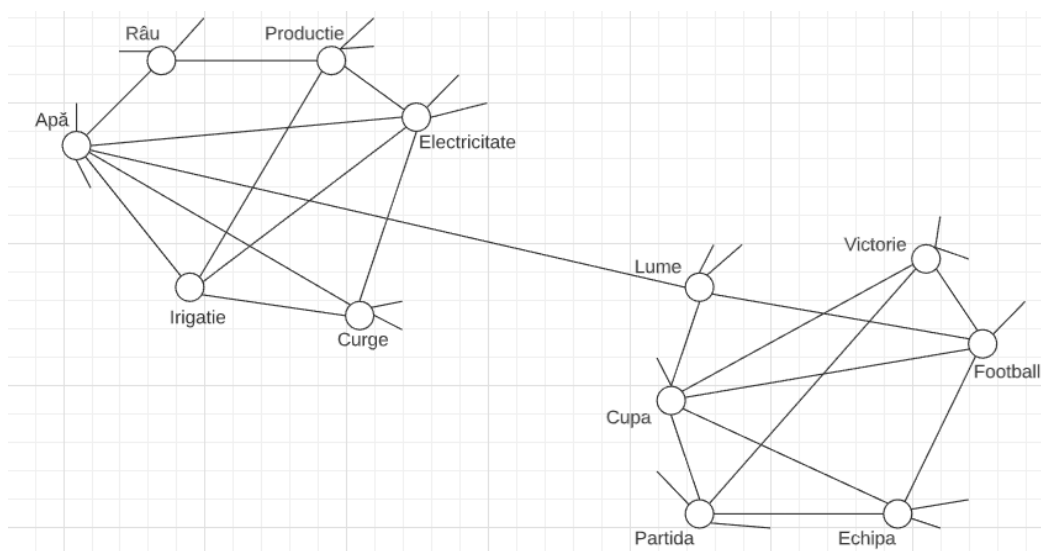 Râu
Productie
Apă
Electricitate
Irigatie
Curge
Lume
Victorie
Football
Cupa
Partida
Echipa